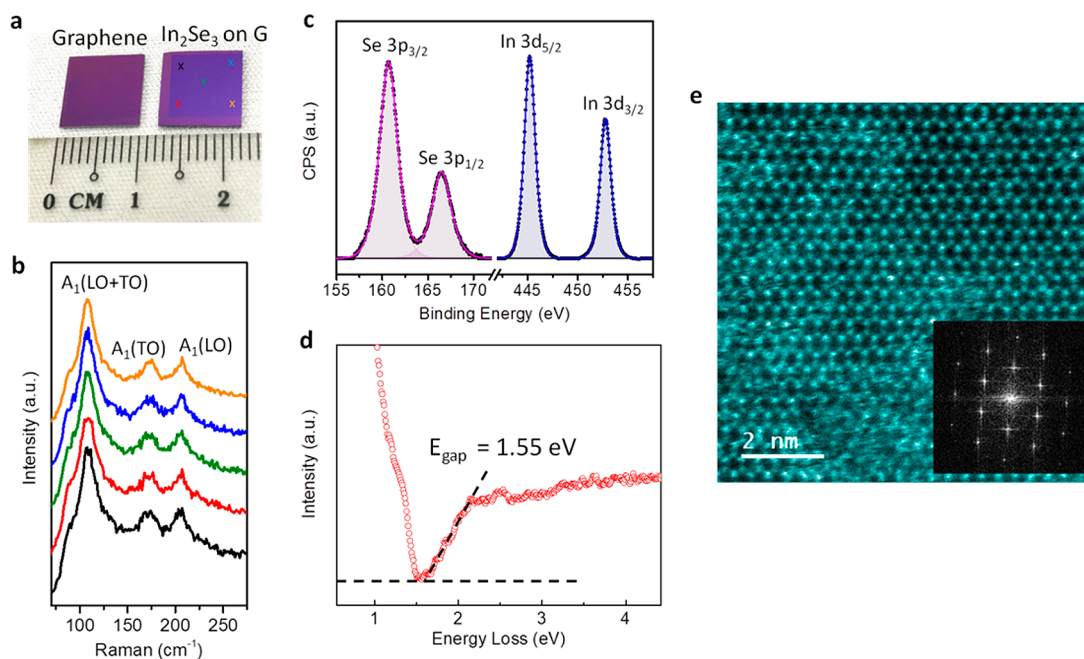 a
Graphene
In₂Se₃ on G
x x
x
x x
0 CM 1 2
b
A₁(LO+TO)
A₁(TO)
A₁(LO)
Intensity (a.u.)
100 150 200 250
Raman (cm⁻¹)
c
Se 3p₃/₂
Se 3p₁/₂
In 3d₅/₂
In 3d₃/₂
CPS (a.u.)
155 160 165 170 445 450 455
Binding Energy (eV)
d
E_gap = 1.55 eV
Intensity (a.u.)
1 2 3 4
Energy Loss (eV)
e
2 nm